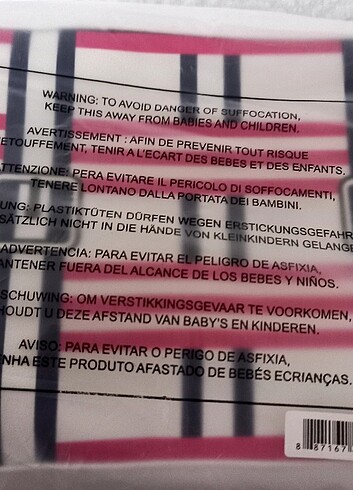 WARNING: TO AVOID DANGER OF SUFFOCATION,
KEEP THIS AWAY FROM BABIES AND CHILDREN.
AVERTISSEMENT : AFIN DE PREVENIR TOUT RISQUE
ETOUFFEMENT, TENIR A L'ECART DES BEBES ET DES ENFANTS.
ATTENZIONE: PERA EVITARE IL PERICOLO DI SOFFOCAMENTI,
TENERE LONTANO DALLA PORTATA DEI BAMBINI.
UNG: PLASTIKTÜTEN DÜRFEN WEGEN ERSTICKUNGSGEFAHR
SÄTZLICH NICHT IN DIE HÄNDE VON KLEINKINDERN GELANGE
ADVERTENCIA: PARA EVITAR EL PELIGRO DE ASFIXIA,
ANTENER FUERA DEL ALCANCE DE LOS BEBES Y NIÑOS.
SCHUWING: OM VERSTIKKINGSGEVAAR TE VOORKOMEN,
HOUDT U DEZE AFSTAND VAN BABY'S EN KINDEREN.
AVISO: PARA EVITAR O PERIGO DE ASFIXIA,
NHA ESTE PRODUTO AFASTADO DE BEBÉS ECRIANÇAS.
8 87167